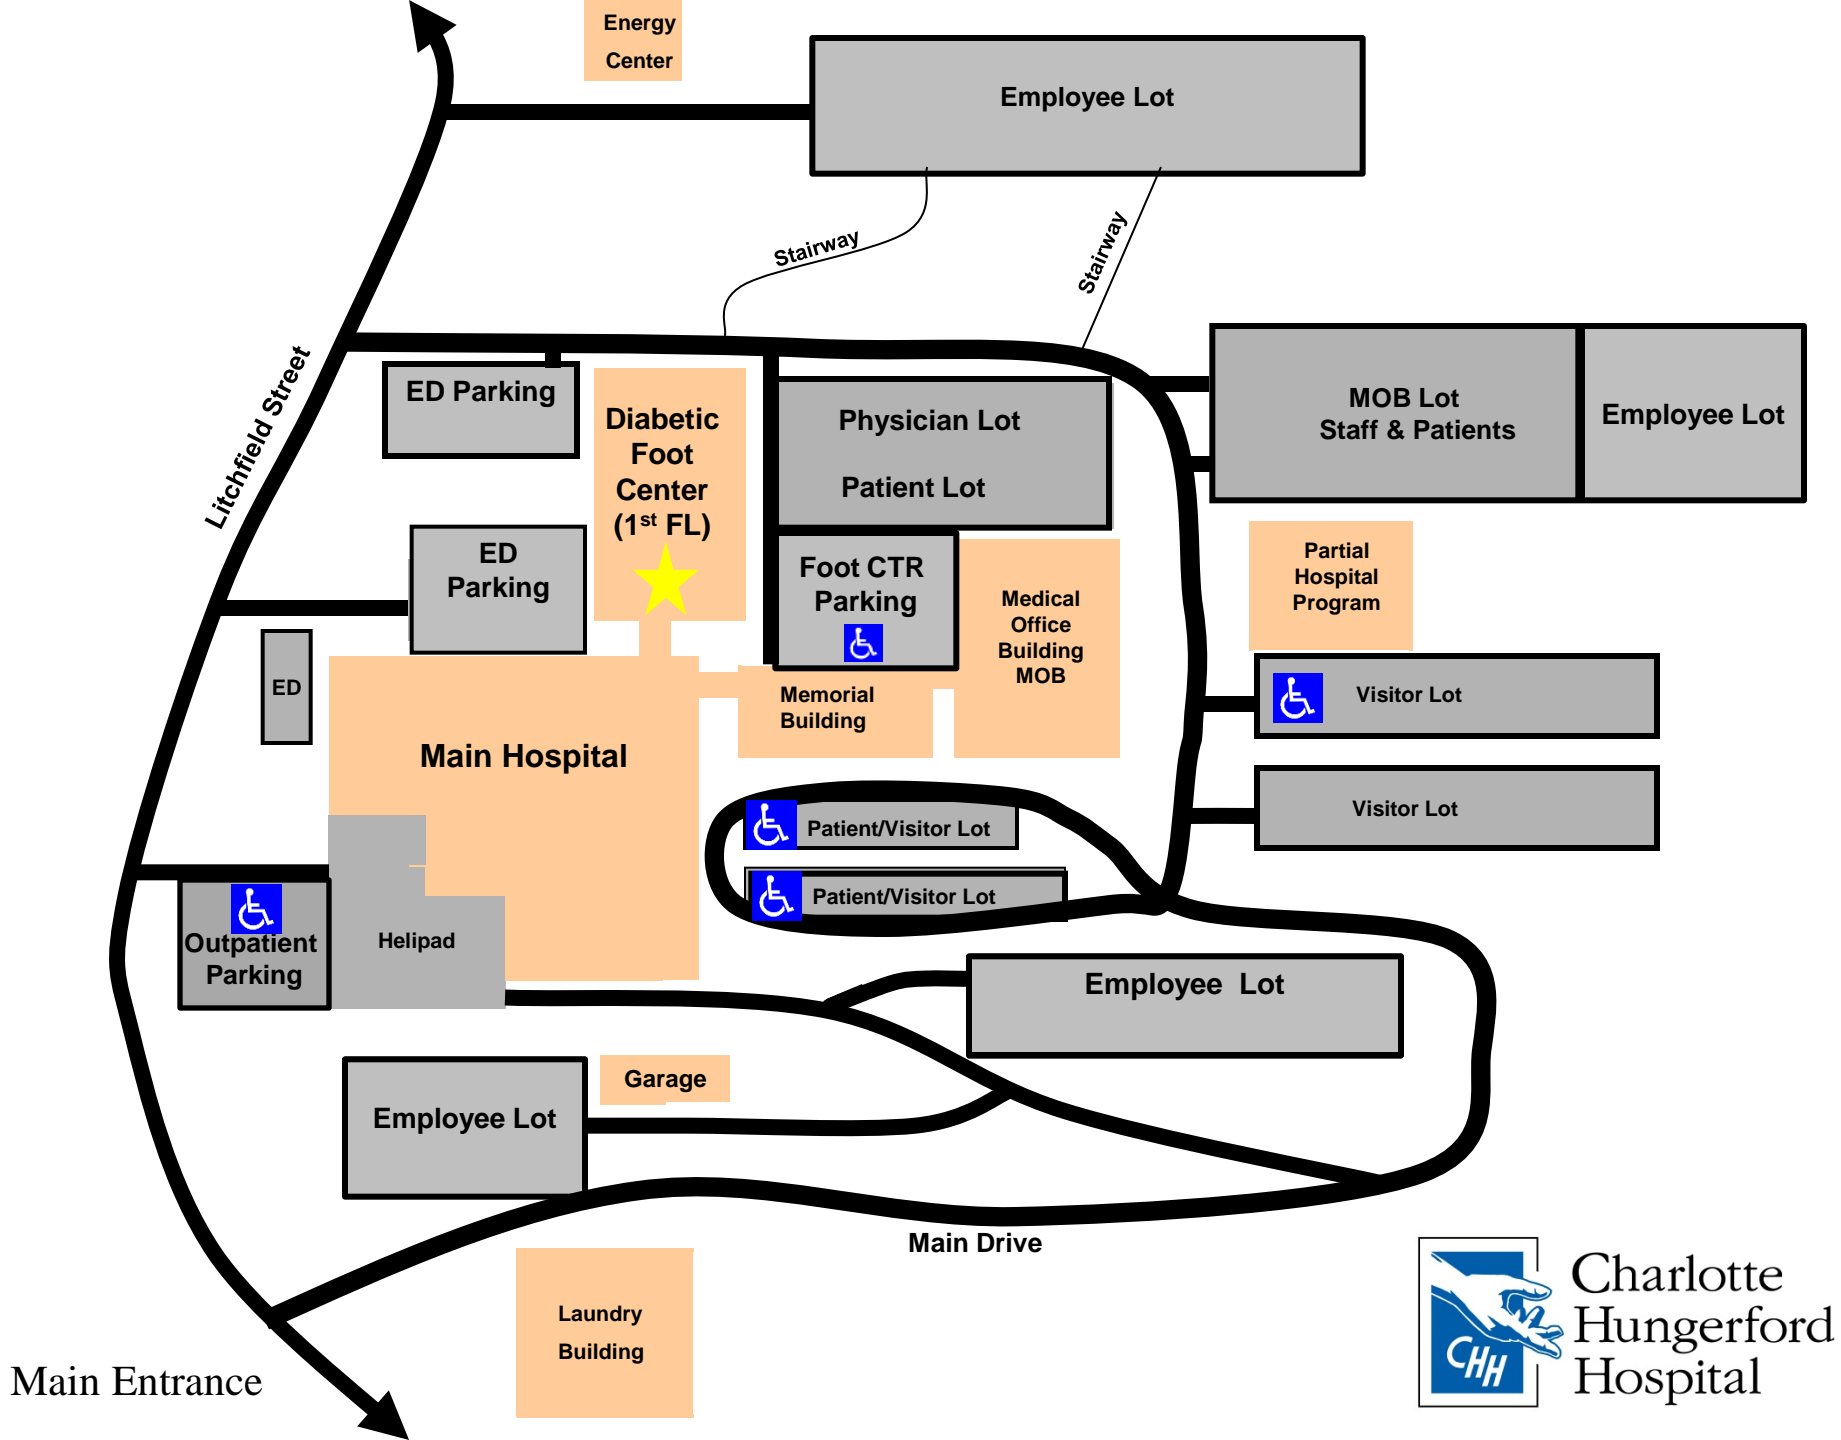 Energy
Center
Employee Lot
Stairway
Stairway
Litchfield Street
ED Parking
Diabetic
Foot
Center
(1st FL)
Physician Lot
Patient Lot
MOB Lot
Staff & Patients
Employee Lot
ED
Parking
Foot CTR
Parking
Medical
Office
Building
MOB
Partial
Hospital
Program
ED
Memorial
Building
Visitor Lot
Main Hospital
Visitor Lot
Patient/Visitor Lot
Patient/Visitor Lot
Outpatient
Parking
Helipad
Employee Lot
Garage
Employee Lot
Main Drive
Laundry
Building
Main Entrance
CHH
Charlotte
Hungerford
Hospital